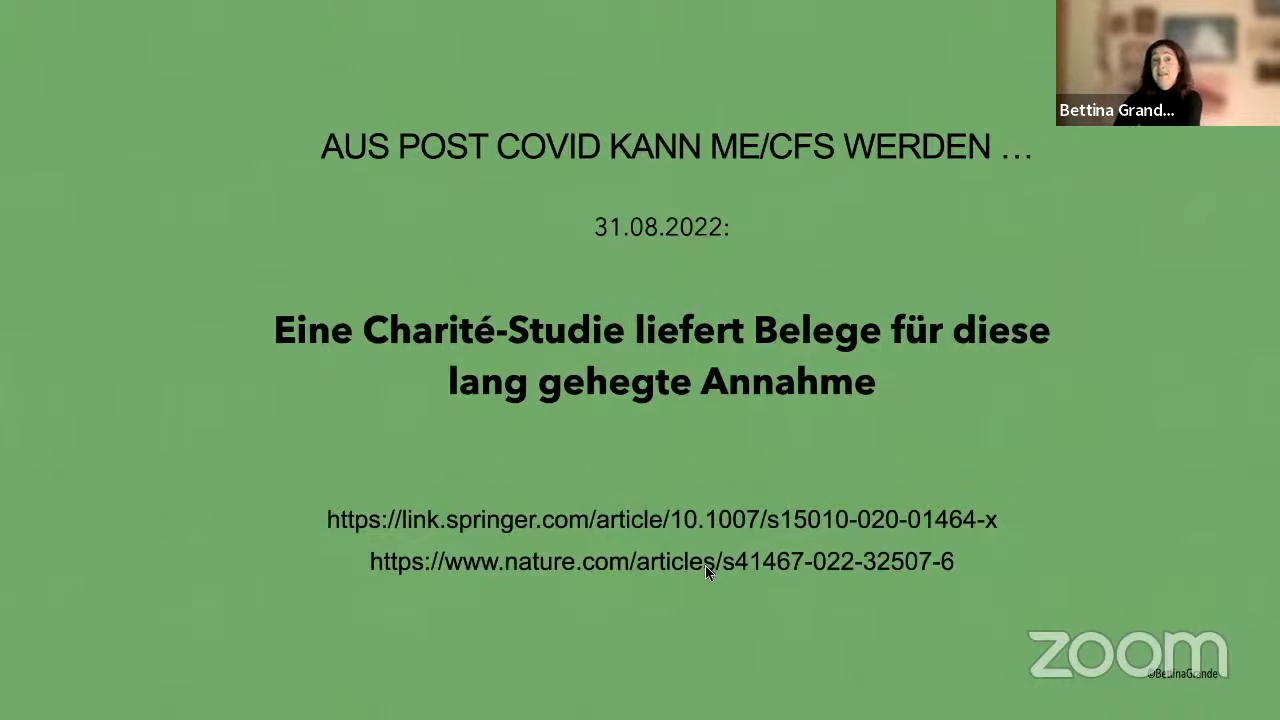 Bettina Grand...
AUS POST COVID KANN ME/CFS WERDEN …
31.08.2022:
Eine Charité-Studie liefert Belege für diese
lang gehegte Annahme
https://link.springer.com/article/10.1007/s15010-020-01464-x
https://www.nature.com/articles/s41467-022-32507-6
zoom
©BettinaGrande